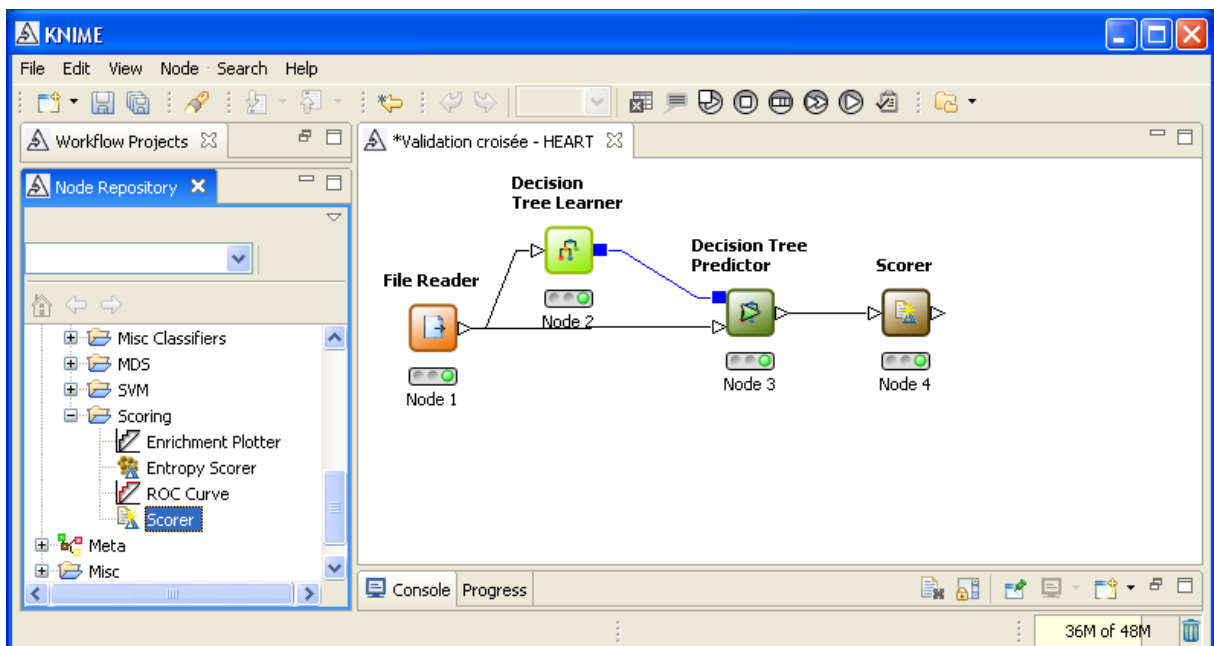 KNIME
File Edit View Node Search Help
Workflow Projects
*Validation croisée - HEART
Node Repository
Misc Classifiers
MDS
SVM
Scoring
Enrichment Plotter
Entropy Scorer
ROC Curve
Scorer
Meta
Misc
Decision
Tree Learner
Node 2
File Reader
Node 1
Decision Tree
Predictor
Node 3
Scorer
Node 4
Console Progress
36M of 48M